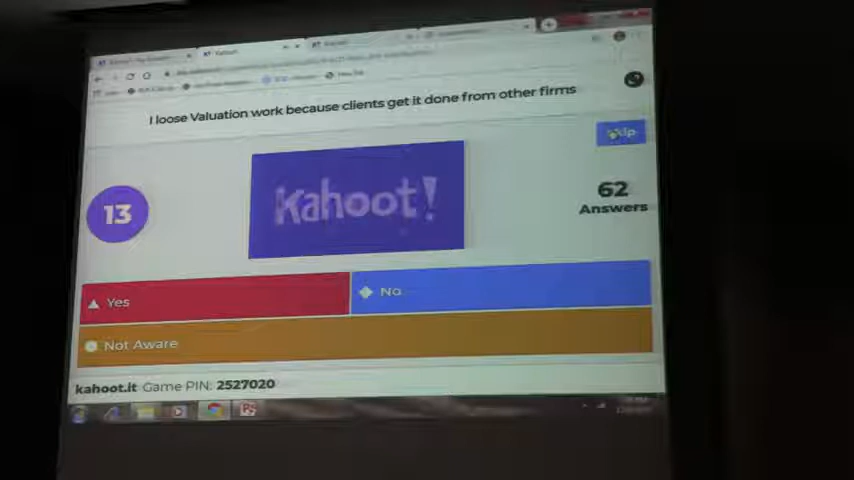 Kahoot
I loose Valuation work because clients get it done from other firms
Skip
13
Kahoot!
62
Answers
Yes
No
Not Aware
kahoot.it Game PIN: 2527020